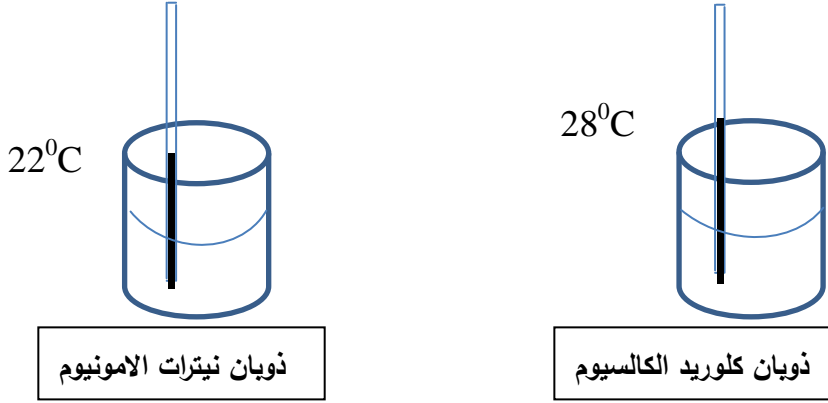 22⁰C
28⁰C
ذوبان نيترات الامونيوم
ذوبان كلوريد الكالسيوم